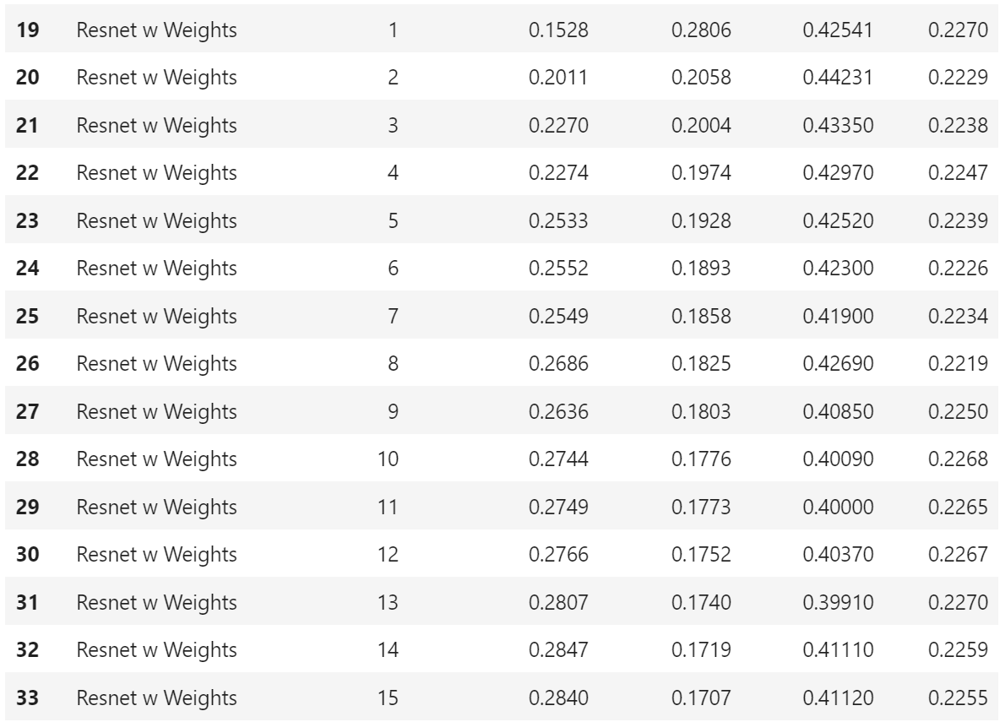 19 Resnet w Weights 1 0.1528 0.2806 0.42541 0.2270
20 Resnet w Weights 2 0.2011 0.2058 0.44231 0.2229
21 Resnet w Weights 3 0.2270 0.2004 0.43350 0.2238
22 Resnet w Weights 4 0.2274 0.1974 0.42970 0.2247
23 Resnet w Weights 5 0.2533 0.1928 0.42520 0.2239
24 Resnet w Weights 6 0.2552 0.1893 0.42300 0.2226
25 Resnet w Weights 7 0.2549 0.1858 0.41900 0.2234
26 Resnet w Weights 8 0.2686 0.1825 0.42690 0.2219
27 Resnet w Weights 9 0.2636 0.1803 0.40850 0.2250
28 Resnet w Weights 10 0.2744 0.1776 0.40090 0.2268
29 Resnet w Weights 11 0.2749 0.1773 0.40000 0.2265
30 Resnet w Weights 12 0.2766 0.1752 0.40370 0.2267
31 Resnet w Weights 13 0.2807 0.1740 0.39910 0.2270
32 Resnet w Weights 14 0.2847 0.1719 0.41110 0.2259
33 Resnet w Weights 15 0.2840 0.1707 0.41120 0.2255